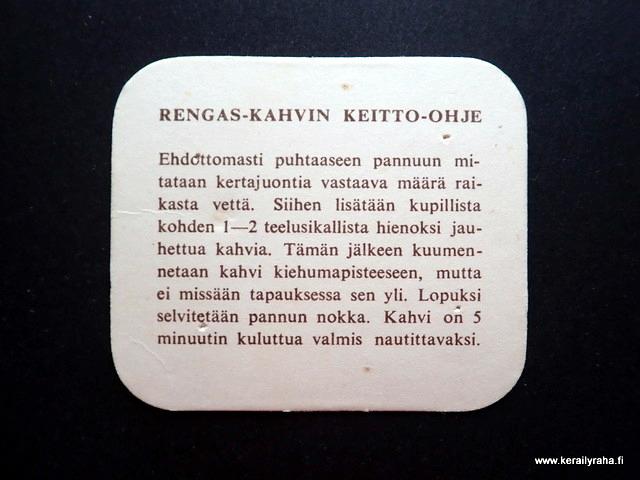 RENGAS-KAHVIN KEITTO-OHJE
Ehdottomasti puhtaaseen pannuun mi-
tataan kertajuontia vastaava määrä rai-
kasta vettä. Siihen lisätään kupillista
kohden 1—2 teelusikallista hienoksi jau-
hettua kahvia. Tämän jälkeen kuumen-
netaan kahvi kiehumapisteeseen, mutta
ei missään tapauksessa sen yli. Lopuksi
selvitetään pannun nokka. Kahvi on 5
minuutin kuluttua valmis nautittavaksi.
www.kerailyraha.fi